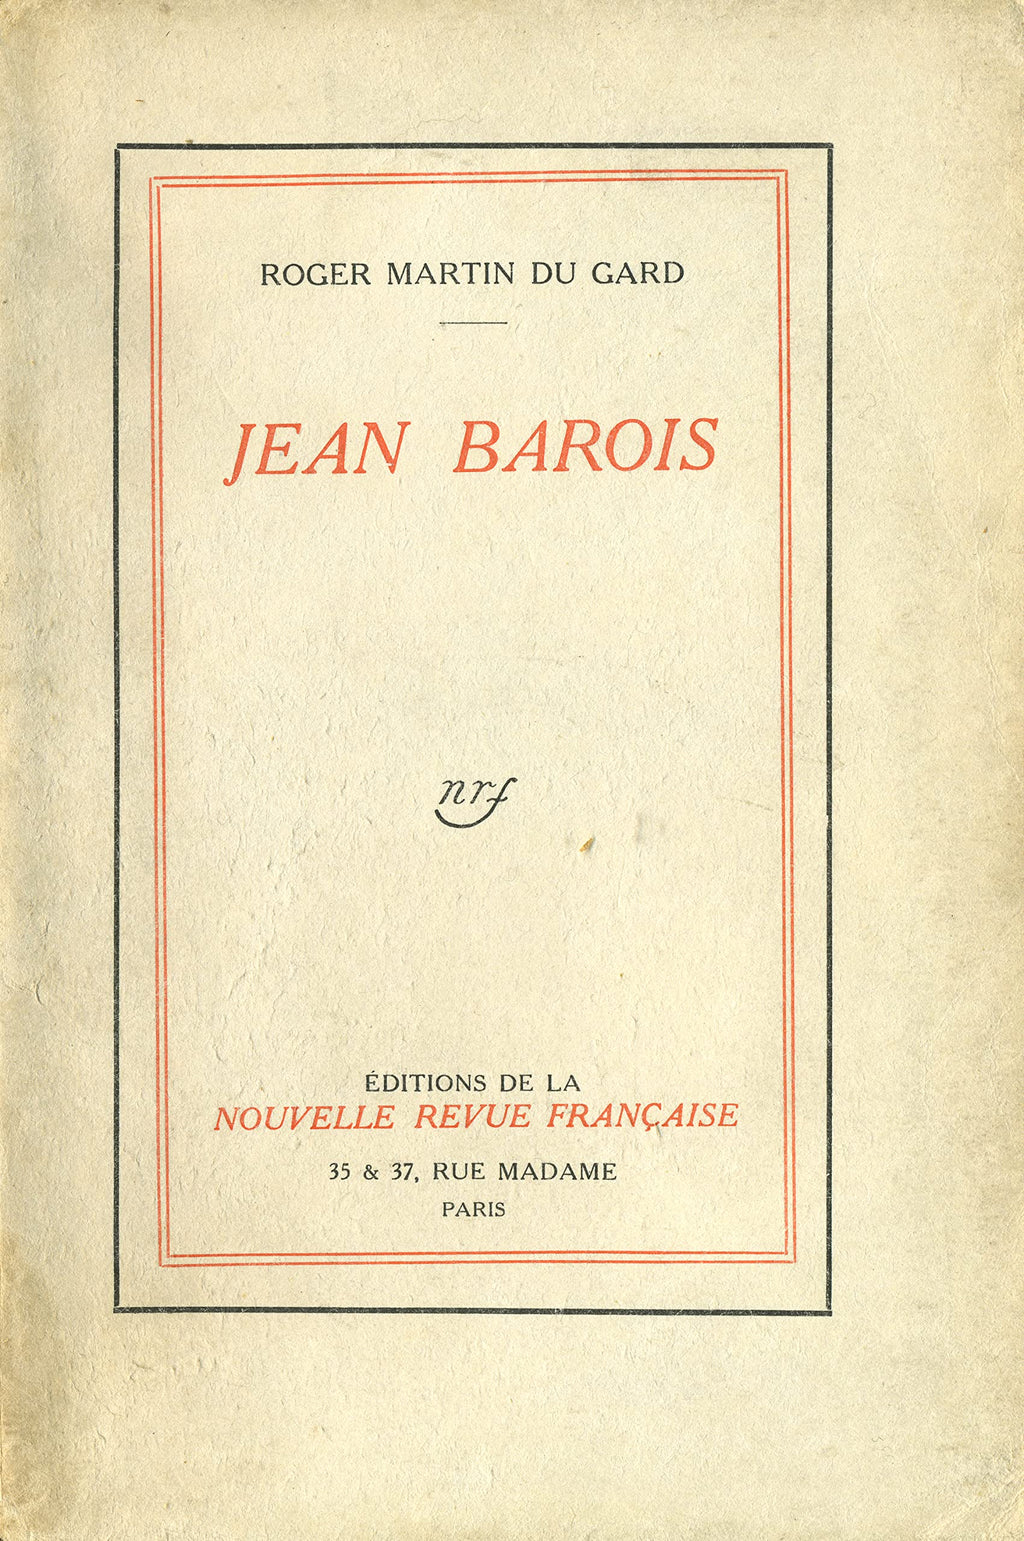 ROGER MARTIN DU GARD
JEAN BAROIS
nrf
ÉDITIONS DE LA
NOUVELLE REVUE FRANÇAISE
35 & 37, RUE MADAME
PARIS